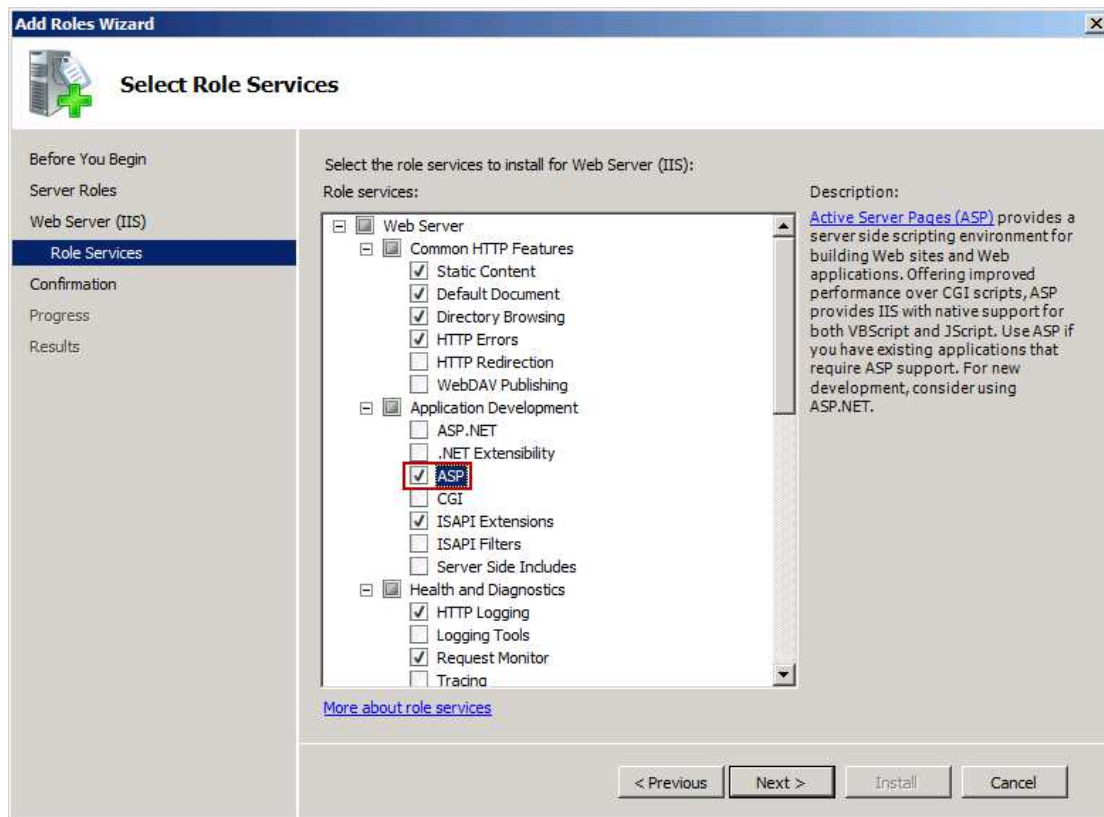 Add Roles Wizard
Select Role Services
Before You Begin
Server Roles
Web Server (IIS)
Role Services
Confirmation
Progress
Results
Select the role services to install for Web Server (IIS):
Role services:
Web Server
Common HTTP Features
Static Content
Default Document
Directory Browsing
HTTP Errors
HTTP Redirection
WebDAV Publishing
Application Development
ASP.NET
.NET Extensibility
ASP
CGI
ISAPI Extensions
ISAPI Filters
Server Side Includes
Health and Diagnostics
HTTP Logging
Logging Tools
Request Monitor
Tracing
More about role services
Description:
Active Server Pages (ASP) provides a
server side scripting environment for
building Web sites and Web
applications. Offering improved
performance over CGI scripts, ASP
provides IIS with native support for
both VBScript and JScript. Use ASP if
you have existing applications that
require ASP support. For new
development, consider using
ASP.NET.
< Previous
Next >
Install
Cancel